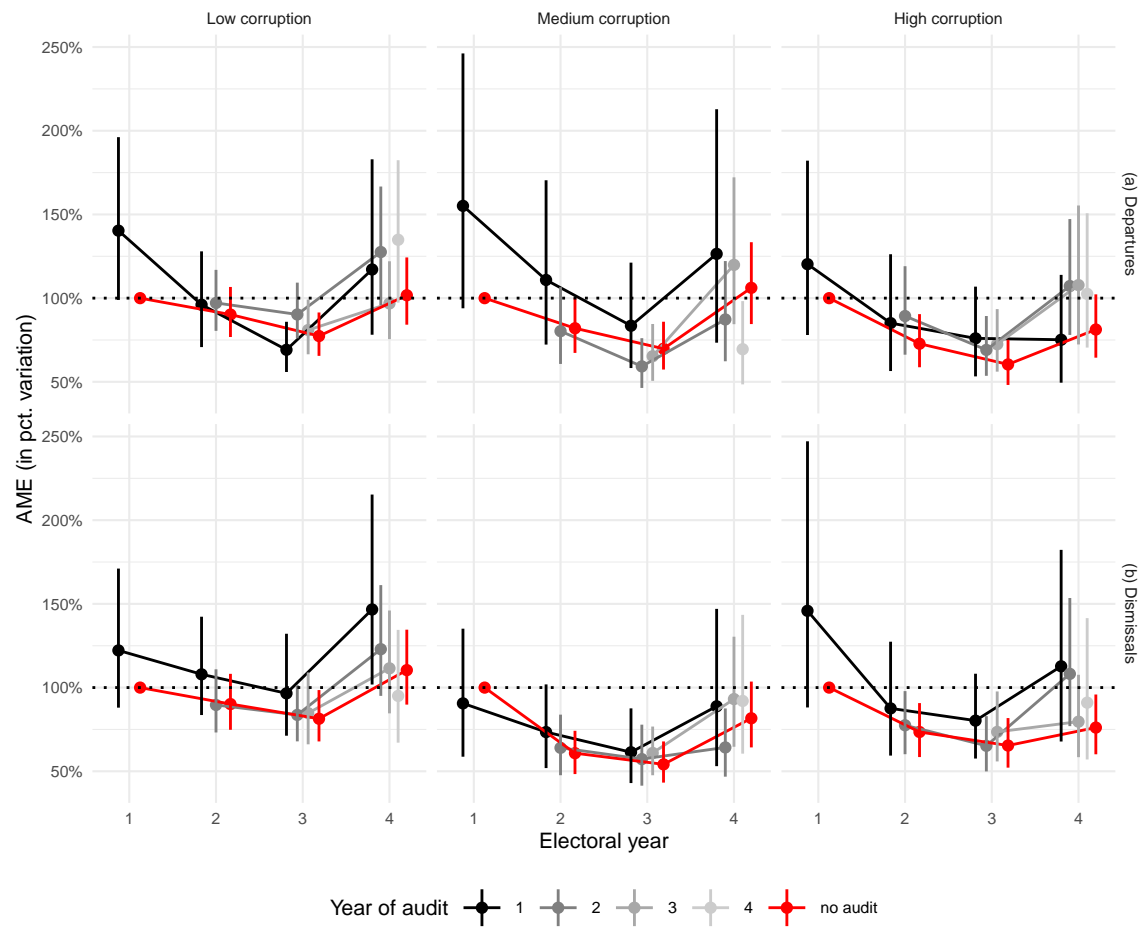 Low corruption
Medium corruption
High corruption
250%
200%
150%
100%
50%
(a) Departures
AME (in pct. variation)
250%
200%
150%
100%
50%
(b) Dismissals
1 2 3 4
1 2 3 4
1 2 3 4
Electoral year
Year of audit 1 2 3 4 no audit